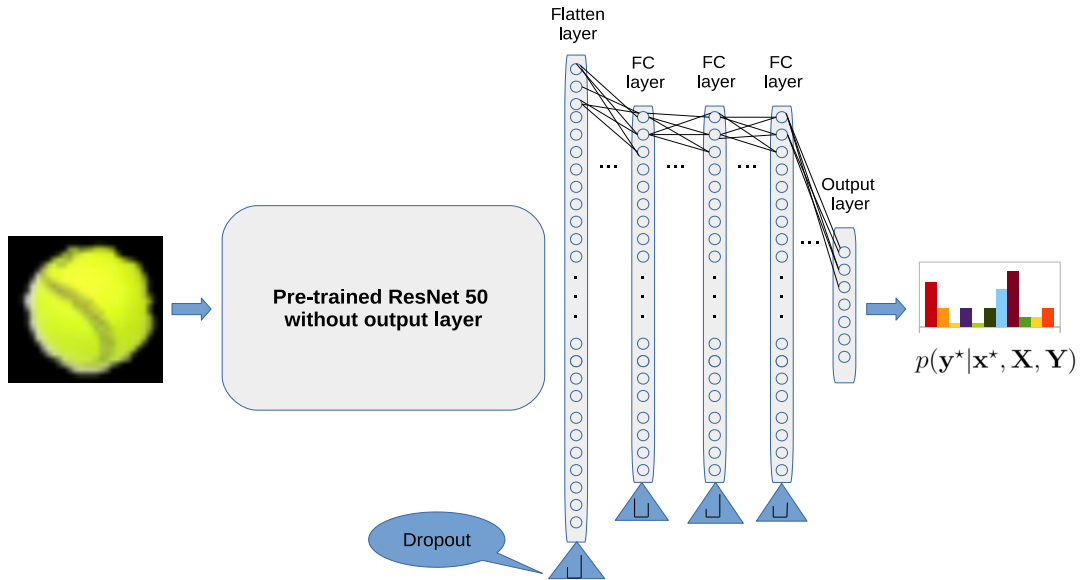 Flatten
layer
FC
layer
FC
layer
FC
layer
...
...
...
Output
layer
...
Pre-trained ResNet 50
without output layer
p(y⋆|x⋆, X, Y)
Dropout